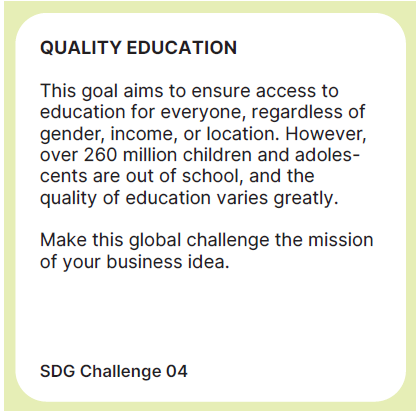 QUALITY EDUCATION
This goal aims to ensure access to
education for everyone, regardless of
gender, income, or location. However,
over 260 million children and adoles-
cents are out of school, and the
quality of education varies greatly.
Make this global challenge the mission
of your business idea.
SDG Challenge 04